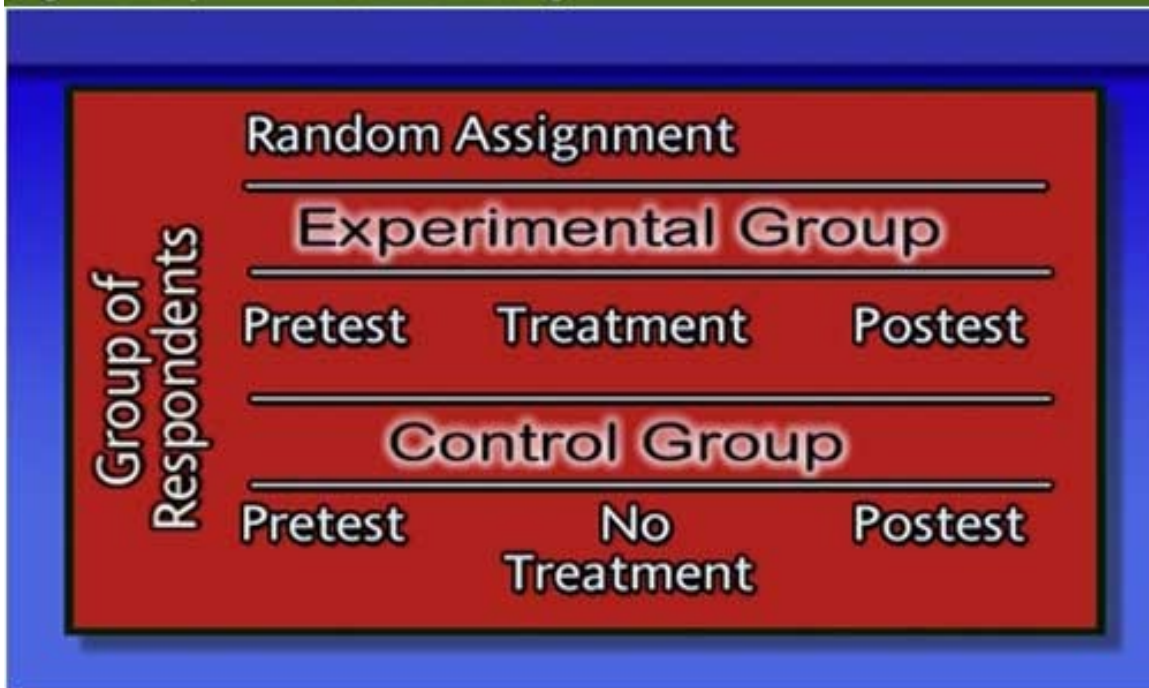 Random Assignment
Experimental Group
Group of
Respondents
Pretest Treatment Postest
Control Group
Pretest No Postest
Treatment